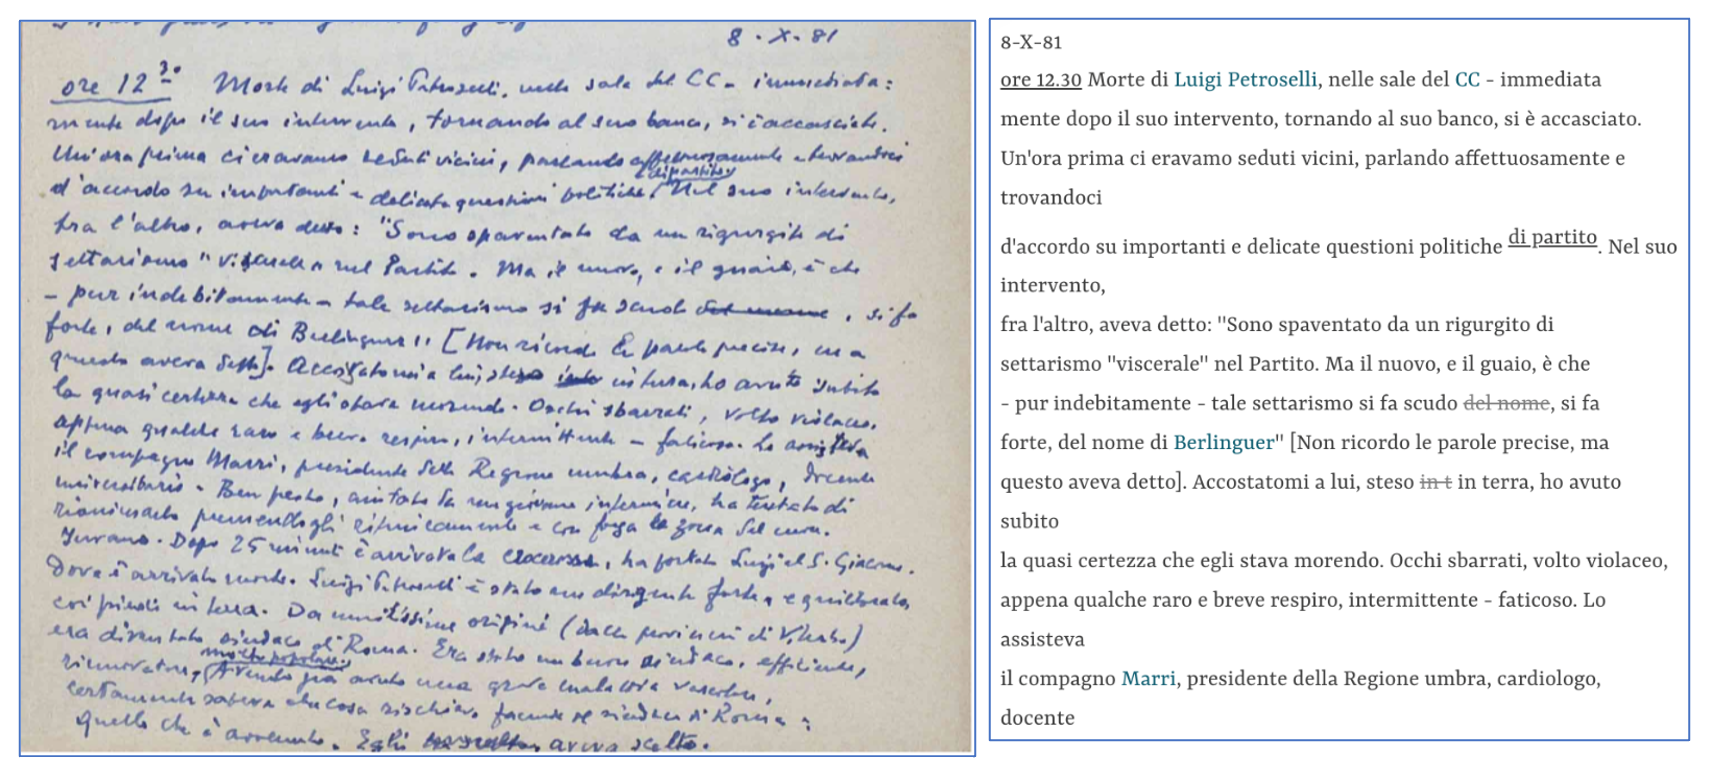 8 - X - 81
ore 12 30 Morte di Luigi Petroselli, nelle sale del CC - immediata=
mente dopo il suo intervento, tornando al suo banco, si è accasciato.
Un'ora prima ci eravamo seduti vicini, parlando affettuosamente e trovandoci
di partito
d'accordo su importanti e delicate questioni politiche. Nel suo intervento,
fra l'altro, aveva detto: "Sono spaventato da un rigurgito di
settarismo "viscerale" nel Partito. Ma il nuovo, e il guaio, è che
- pur indebitamente - tale settarismo si fa scudo del nome, si fa
forte, del nome di Berlinguer". [Non ricordo le parole precise, ma
questo aveva detto]. Accostatomi a lui, steso in terra, ho avuto subito
la quasi certezza che egli stava morendo. Occhi sbarrati, volto violaceo,
appena qualche raro e breve respiro, intermittente - faticoso. Lo assisteva
il compagno Marri, presidente della Regione umbra, cardiologo, docente
universitario. Ben presto, aiutato da un giovane infermiere, ha tentato di
rianimarlo premendogli ritmicamente e con forza la zona del cuore.
Invano. Dopo 25 minuti è arrivata la ha portato Luigi al S. Giacomo.
Dove è arrivato morto. Luigi Petroselli è stato un dirigente forte, equilibrato,
coi piedi in terra. Da umilissime origini (dalla provincia di Viterbo)
era diventato sindaco di Roma. Era stato un buon sindaco, efficiente,
molto popolare.
rinnovatore, Avendo già avuto una grave malattia vascolare,
certamente sapeva che cosa rischiava facendo il sindaco di Roma:
quello che è avvenuto. Egli aveva scelto.
8-X-81
ore 12.30 Morte di Luigi Petroselli, nelle sale del CC - immediata
mente dopo il suo intervento, tornando al suo banco, si è accasciato.
Un'ora prima ci eravamo seduti vicini, parlando affettuosamente e
trovandoci
d'accordo su importanti e delicate questioni politiche di partito. Nel suo
intervento,
fra l'altro, aveva detto: "Sono spaventato da un rigurgito di
settarismo "viscerale" nel Partito. Ma il nuovo, e il guaio, è che
- pur indebitamente - tale settarismo si fa scudo del nome, si fa
forte, del nome di Berlinguer" [Non ricordo le parole precise, ma
questo aveva detto]. Accostatomi a lui, steso in t in terra, ho avuto
subito
la quasi certezza che egli stava morendo. Occhi sbarrati, volto violaceo,
appena qualche raro e breve respiro, intermittente - faticoso. Lo
assisteva
il compagno Marri, presidente della Regione umbra, cardiologo,
docente